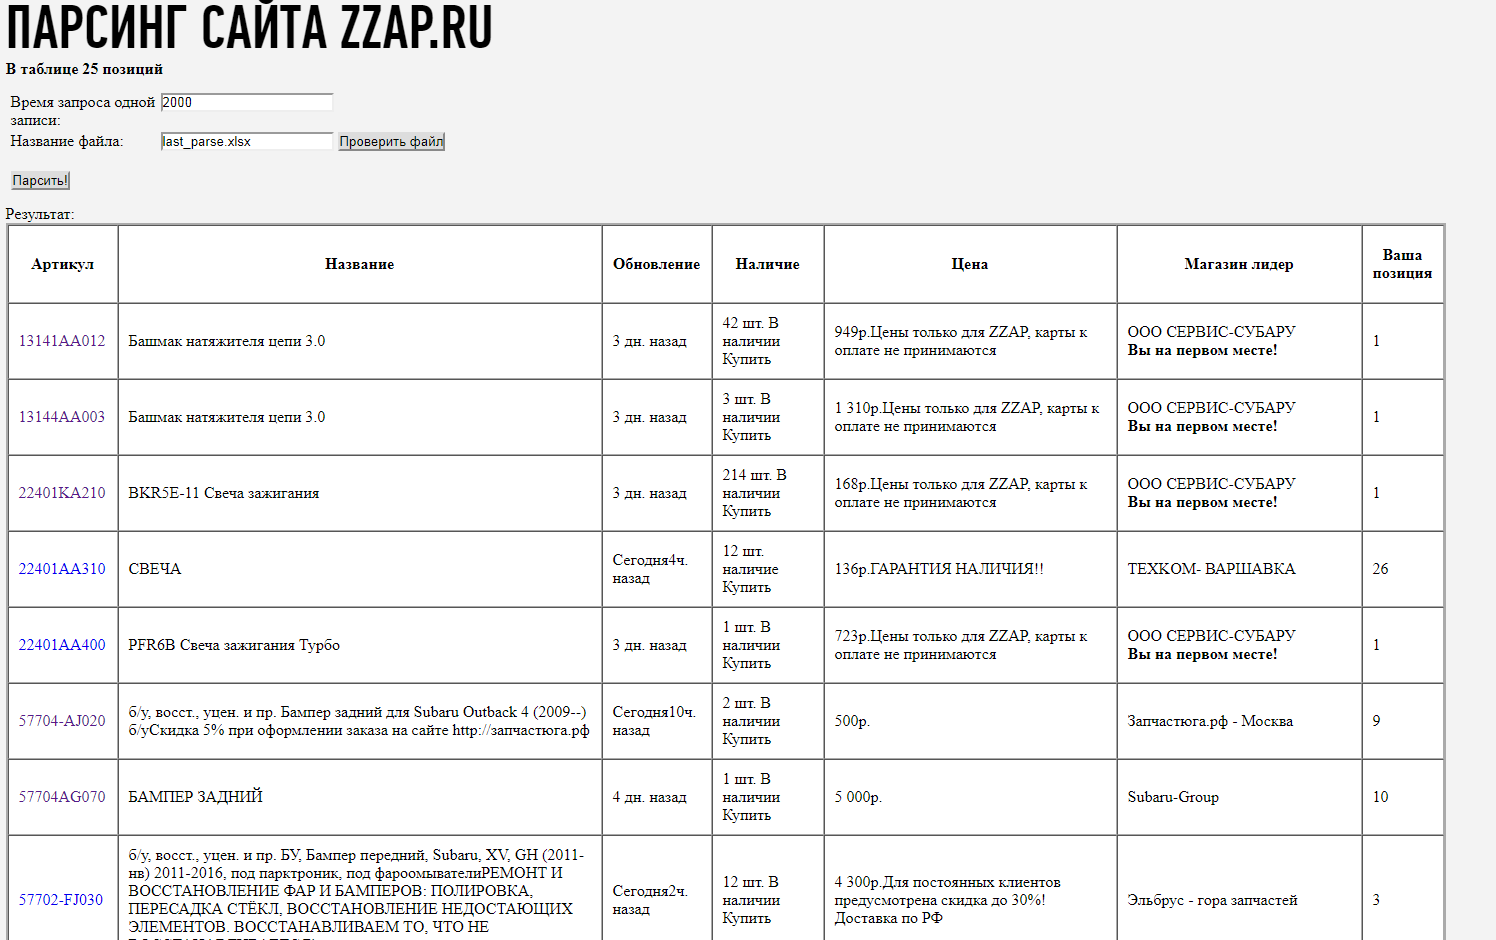 ПАРСИНГ САЙТА ZZAP.RU
В таблице 25 позиций
Время запроса одной записи: 2000
Название файла: last_parse.xlsx Проверить файл
Парсить!
Результат:
Артикул Название Обновление Наличие Цена Магазин лидер Ваша позиция
13141AA012 Башмак натяжителя цепи 3.0 3 дн. назад 42 шт. В наличии Купить 949р.Цены только для ZZAP, карты к оплате не принимаются ООО СЕРВИС-СУБАРУ Вы на первом месте! 1
13144AA003 Башмак натяжителя цепи 3.0 3 дн. назад 3 шт. В наличии Купить 1 310р.Цены только для ZZAP, карты к оплате не принимаются ООО СЕРВИС-СУБАРУ Вы на первом месте! 1
22401KA210 BKR5E-11 Свеча зажигания 3 дн. назад 214 шт. В наличии Купить 168р.Цены только для ZZAP, карты к оплате не принимаются ООО СЕРВИС-СУБАРУ Вы на первом месте! 1
22401AA310 СВЕЧА Сегодня4ч. назад 12 шт. наличие Купить 136р.ГАРАНТИЯ НАЛИЧИЯ!! ТЕХКОМ- ВАРШАВКА 26
22401AA400 PFR6B Свеча зажигания Турбо 3 дн. назад 1 шт. В наличии Купить 723р.Цены только для ZZAP, карты к оплате не принимаются ООО СЕРВИС-СУБАРУ Вы на первом месте! 1
57704-AJ020 б/у, восст., уцен. и пр. Бампер задний для Subaru Outback 4 (2009--) б/уСкидка 5% при оформлении заказа на сайте http://запчастюга.рф Сегодня10ч. назад 2 шт. В наличии Купить 500р. Запчастюга.рф - Москва 9
57704AG070 БАМПЕР ЗАДНИЙ 4 дн. назад 1 шт. В наличии Купить 5 000р. Subaru-Group 10
57702-FJ030 б/у, восст., уцен. и пр. БУ, Бампер передний, Subaru, XV, GH (2011-нв) 2011-2016, под парктроник, под фароомывателиРЕМОНТ И ВОССТАНОВЛЕНИЕ ФАР И БАМПЕРОВ: ПОЛИРОВКА, ПЕРЕСАДКА СТЁКЛ, ВОССТАНОВЛЕНИЕ НЕДОСТАЮЩИХ ЭЛЕМЕНТОВ. ВОССТАНАВЛИВАЕМ ТО, ЧТО НЕ Сегодня2ч. назад 12 шт. В наличии Купить 4 300р.Для постоянных клиентов предусмотрена скидка до 30%! Доставка по РФ Эльбрус - гора запчастей 3